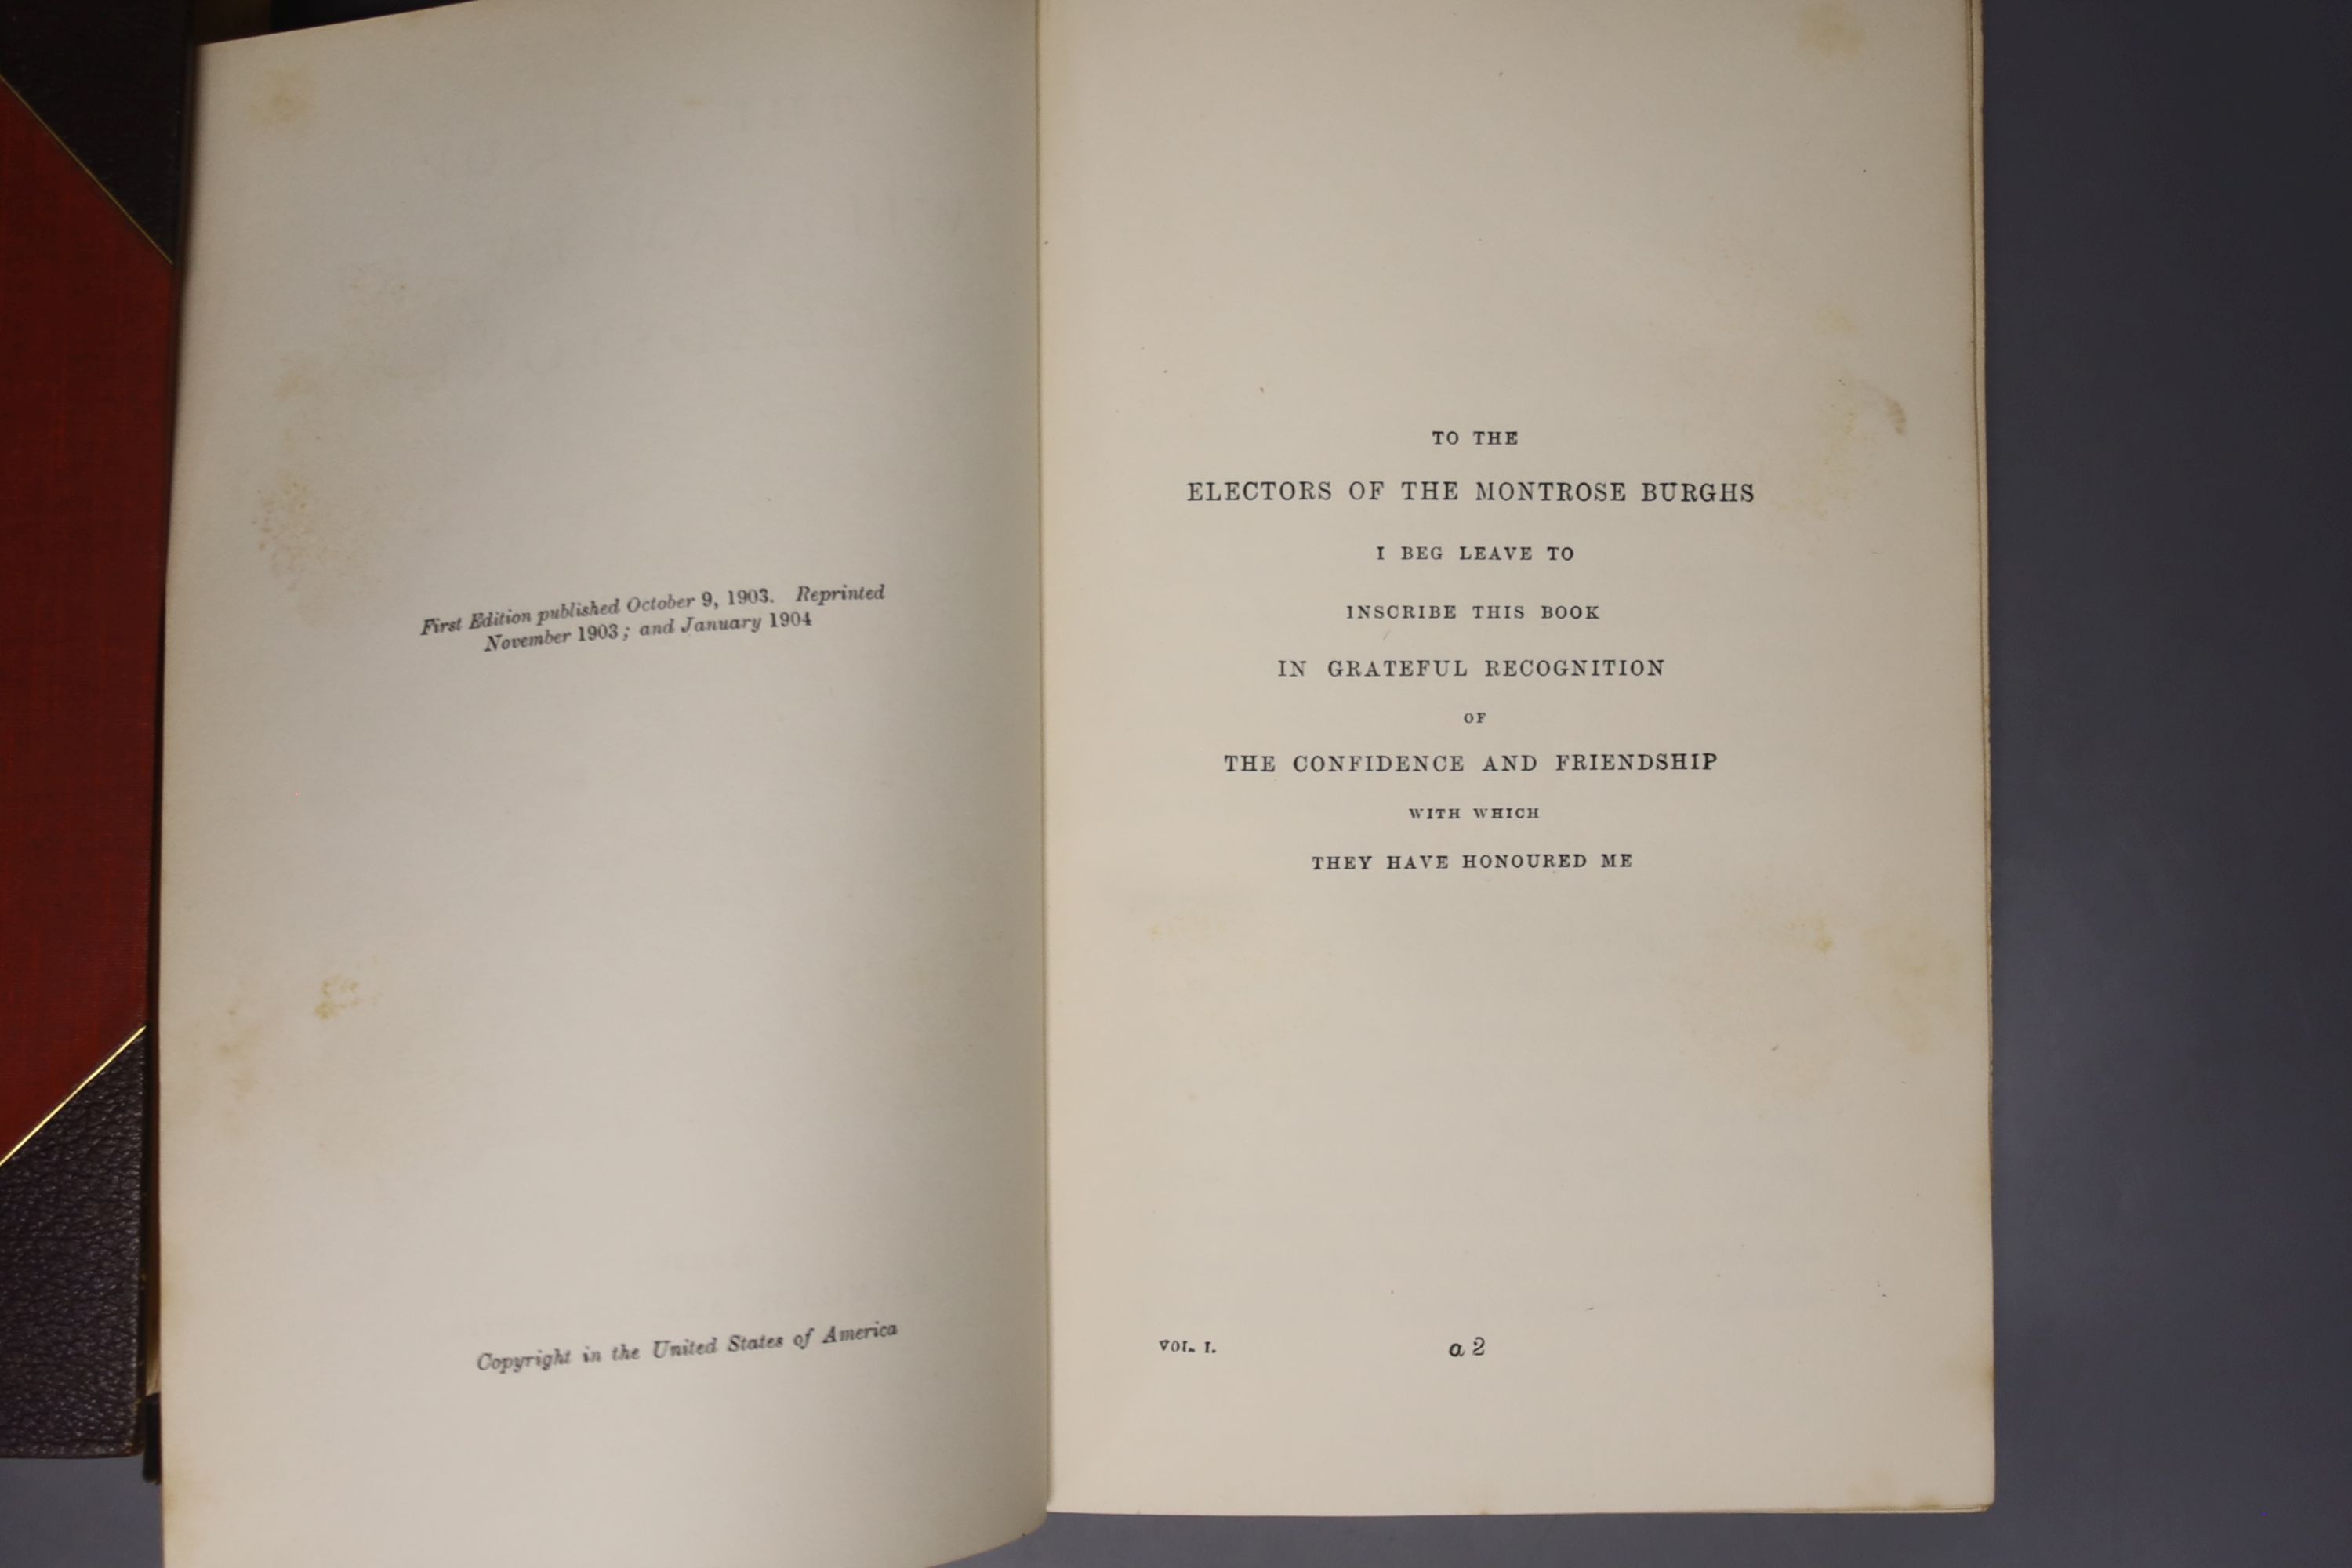 First Edition published October 9, 1903. Reprinted
November 1903; and January 1904
Copyright in the United States of America
TO THE
ELECTORS OF THE MONTROSE BURGHS
I BEG LEAVE TO
INSCRIBE THIS BOOK
IN GRATEFUL RECOGNITION
OF
THE CONFIDENCE AND FRIENDSHIP
WITH WHICH
THEY HAVE HONOURED ME
VOL. I.
a 2